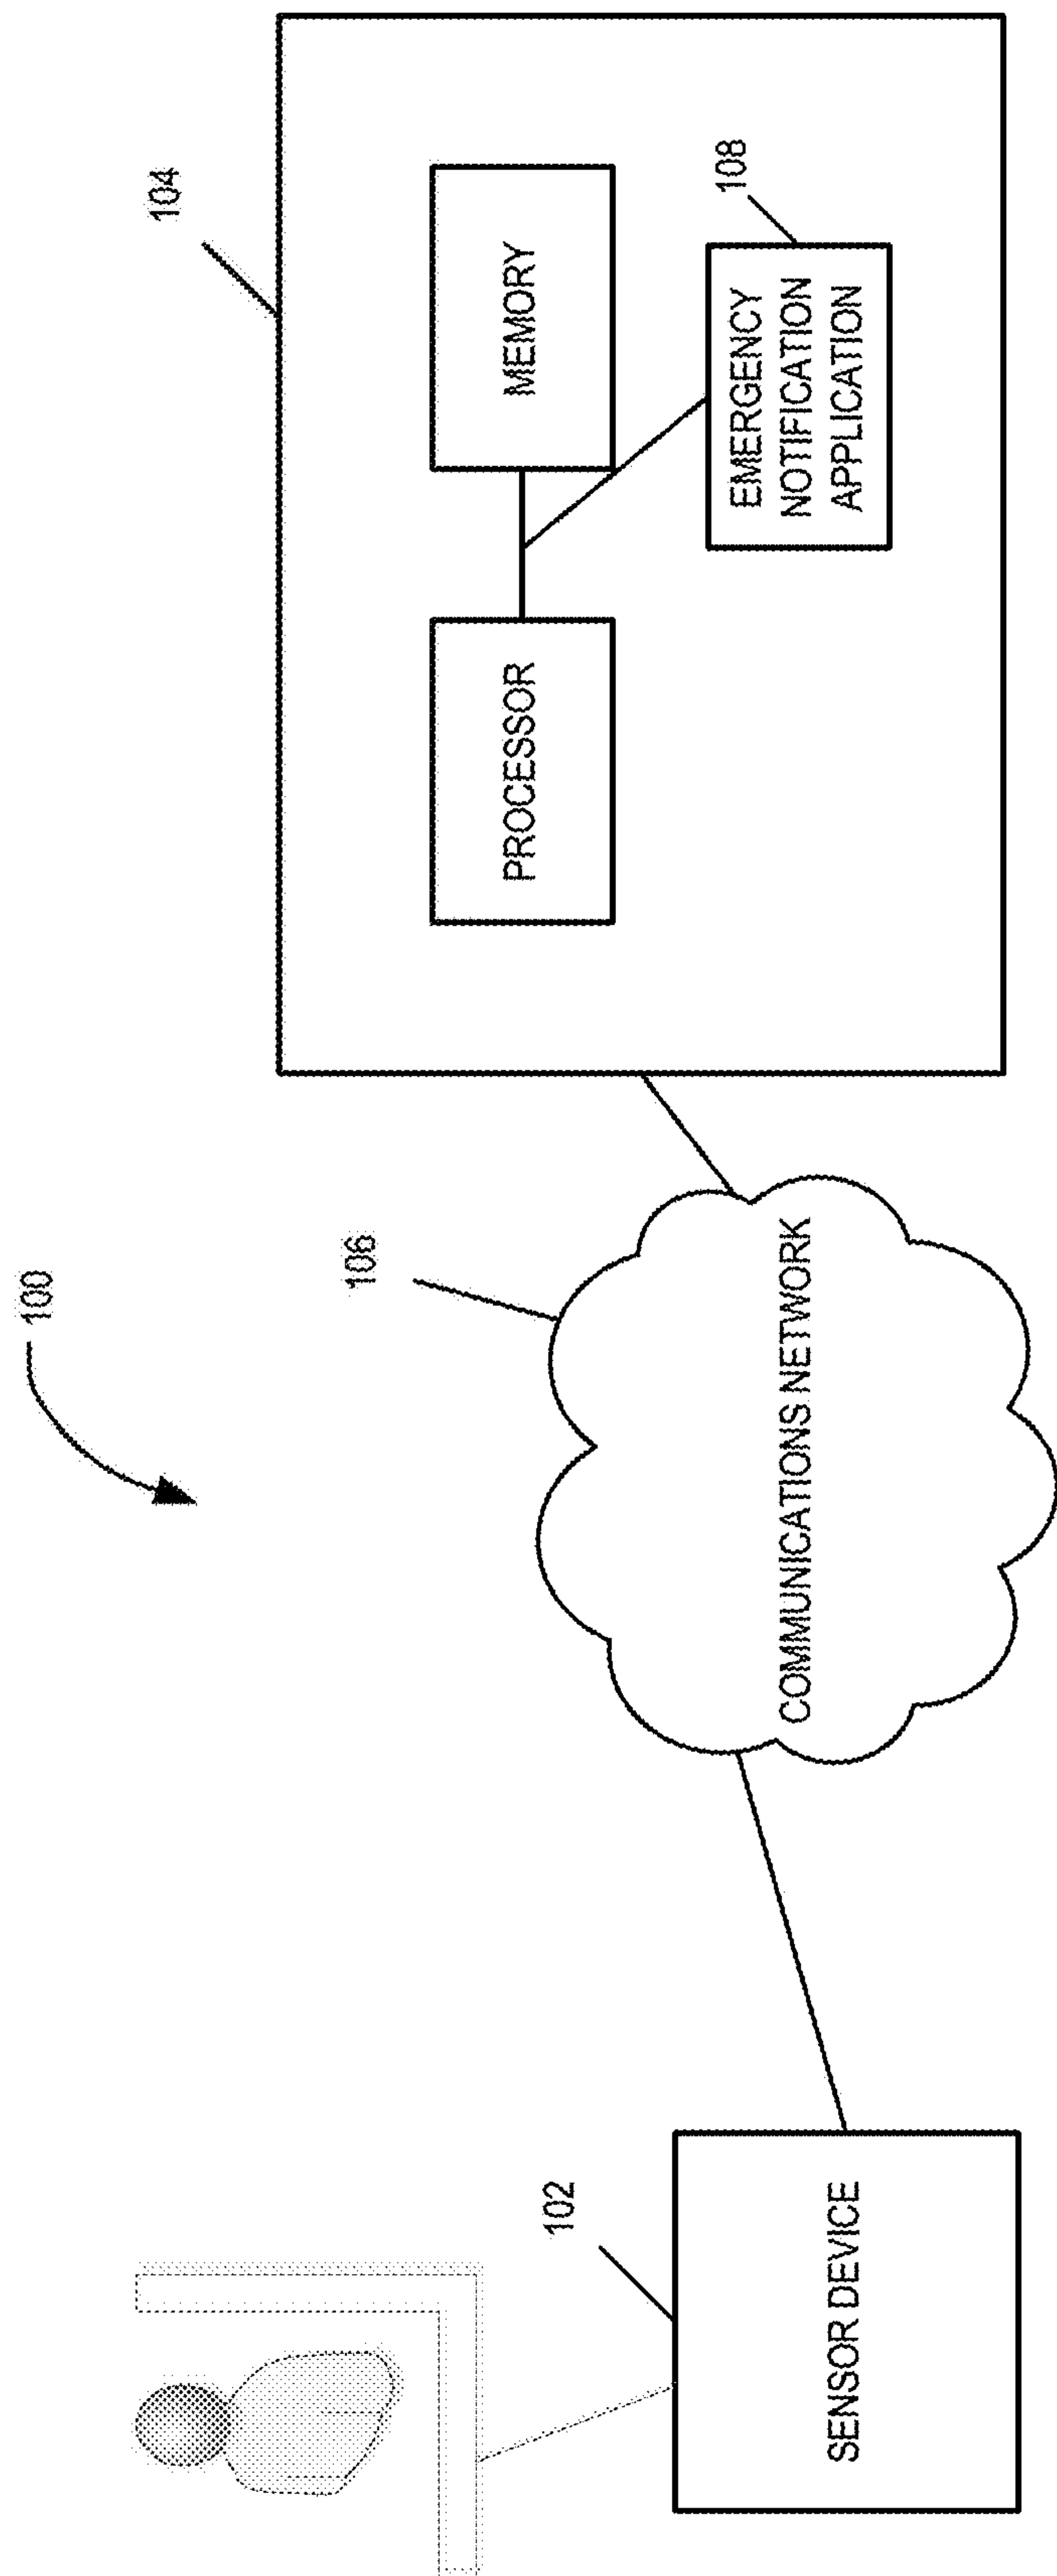 100
104
106
102
PROCESSOR
MEMORY
108
EMERGENCY
NOTIFICATION
APPLICATION
COMMUNICATIONS NETWORK
SENSOR DEVICE